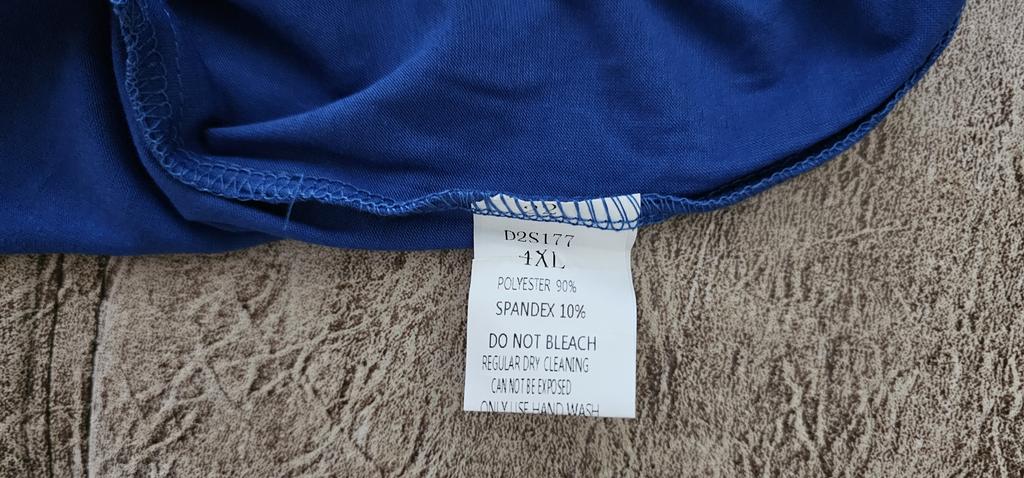 D2S177
4XL
POLYESTER 90%
SPANDEX 10%
DO NOT BLEACH
REGULAR DRY CLEANING
CAN NOT BE EXPOSED
ONLY USE HAND WASH